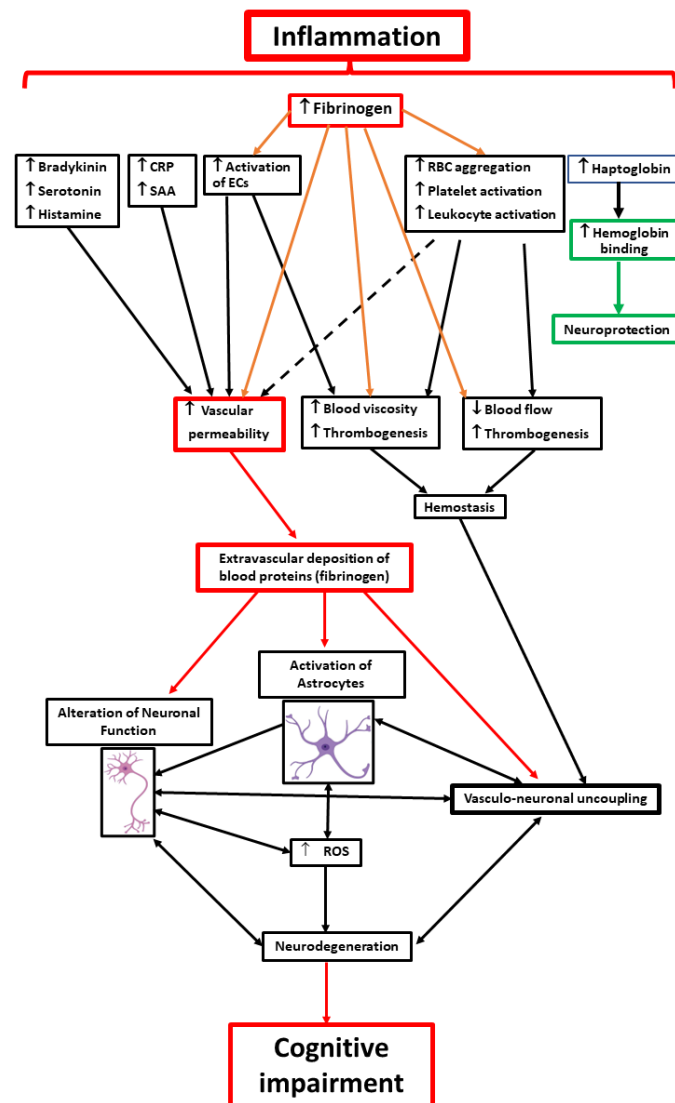 Inflammation
↑ Fibrinogen
↑ Bradykinin
↑ Serotonin
↑ Histamine
↑ CRP
↑ SAA
↑ Activation
of ECs
↑ RBC aggregation
↑ Platelet activation
↑ Leukocyte activation
↑ Haptoglobin
↑ Hemoglobin
binding
Neuroprotection
↑ Vascular
permeability
↑ Blood viscosity
↑ Thrombogenesis
↓ Blood flow
↑ Thrombogenesis
Hemostasis
Extravascular deposition of
blood proteins (fibrinogen)
Activation of
Astrocytes
Alteration of Neuronal
Function
Vasculo-neuronal uncoupling
↑ ROS
Neurodegeneration
Cognitive
impairment